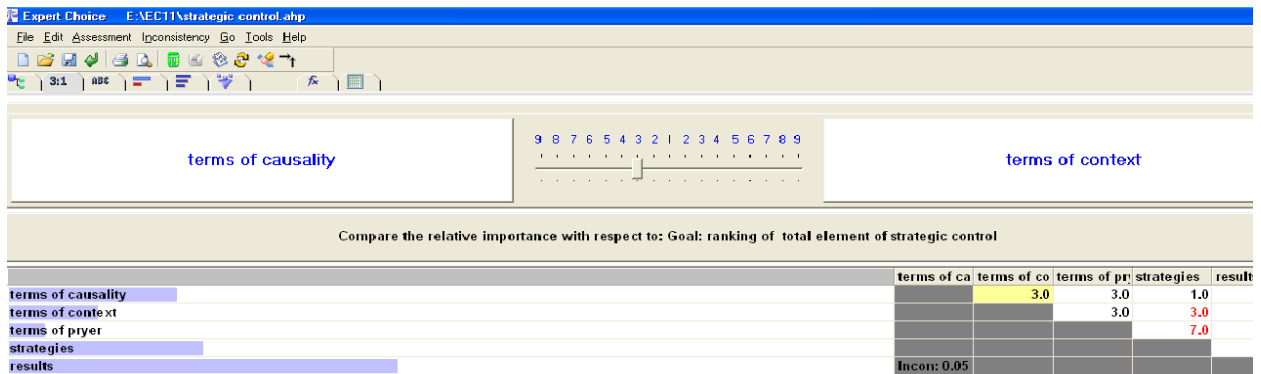 Expert Choice E:\EC11\strategic control.ahp
File Edit Assessment Inconsistency Go Tools Help
3:1 ABC fx
terms of causality
9 8 7 6 5 4 3 2 1 2 3 4 5 6 7 8 9
terms of context
Compare the relative importance with respect to: Goal: ranking of total element of strategic control
terms of ca terms of co terms of pr strategies result
terms of causality 3.0 3.0 1.0
terms of context 3.0 3.0
terms of pryer 7.0
strategies
results Incon: 0.05